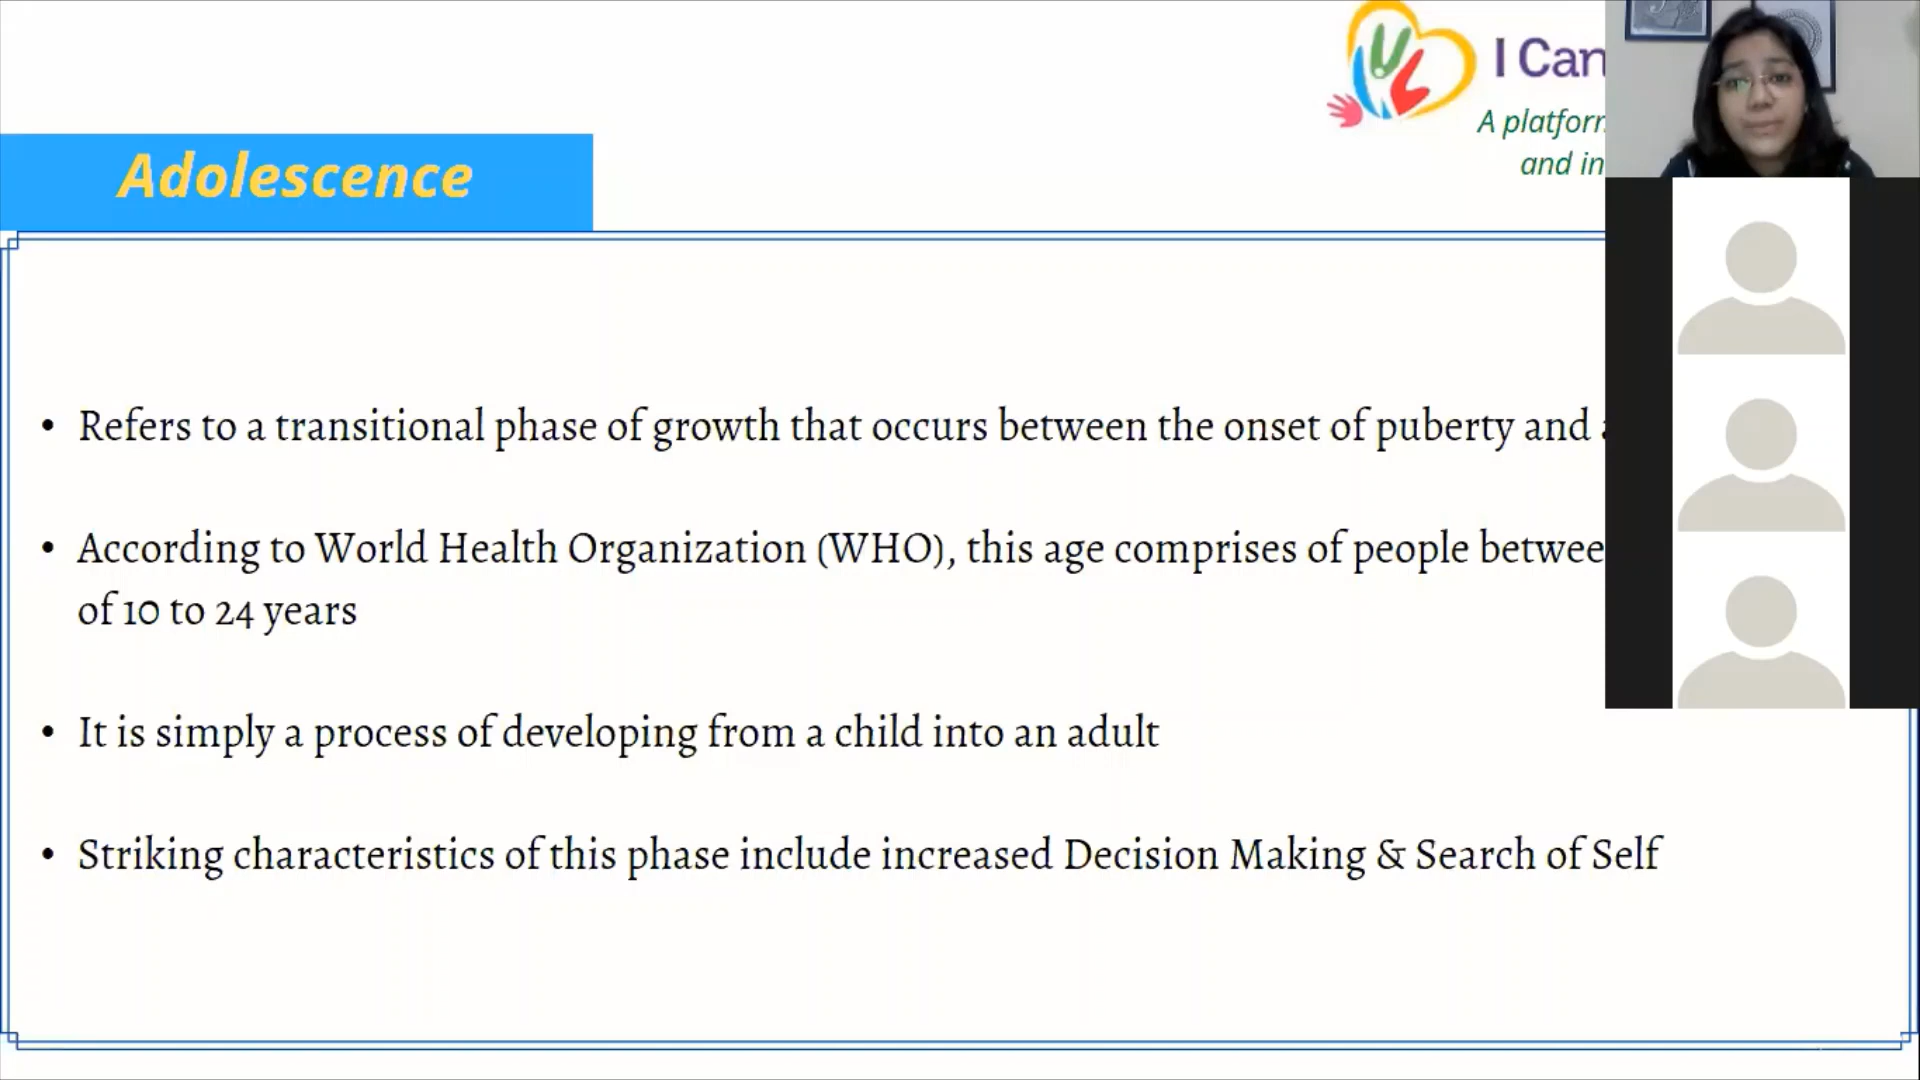 I Can
A platform
and in
Adolescence
• Refers to a transitional phase of growth that occurs between the onset of puberty and
• According to World Health Organization (WHO), this age comprises of people between
of 10 to 24 years
• It is simply a process of developing from a child into an adult
• Striking characteristics of this phase include increased Decision Making & Search of Self